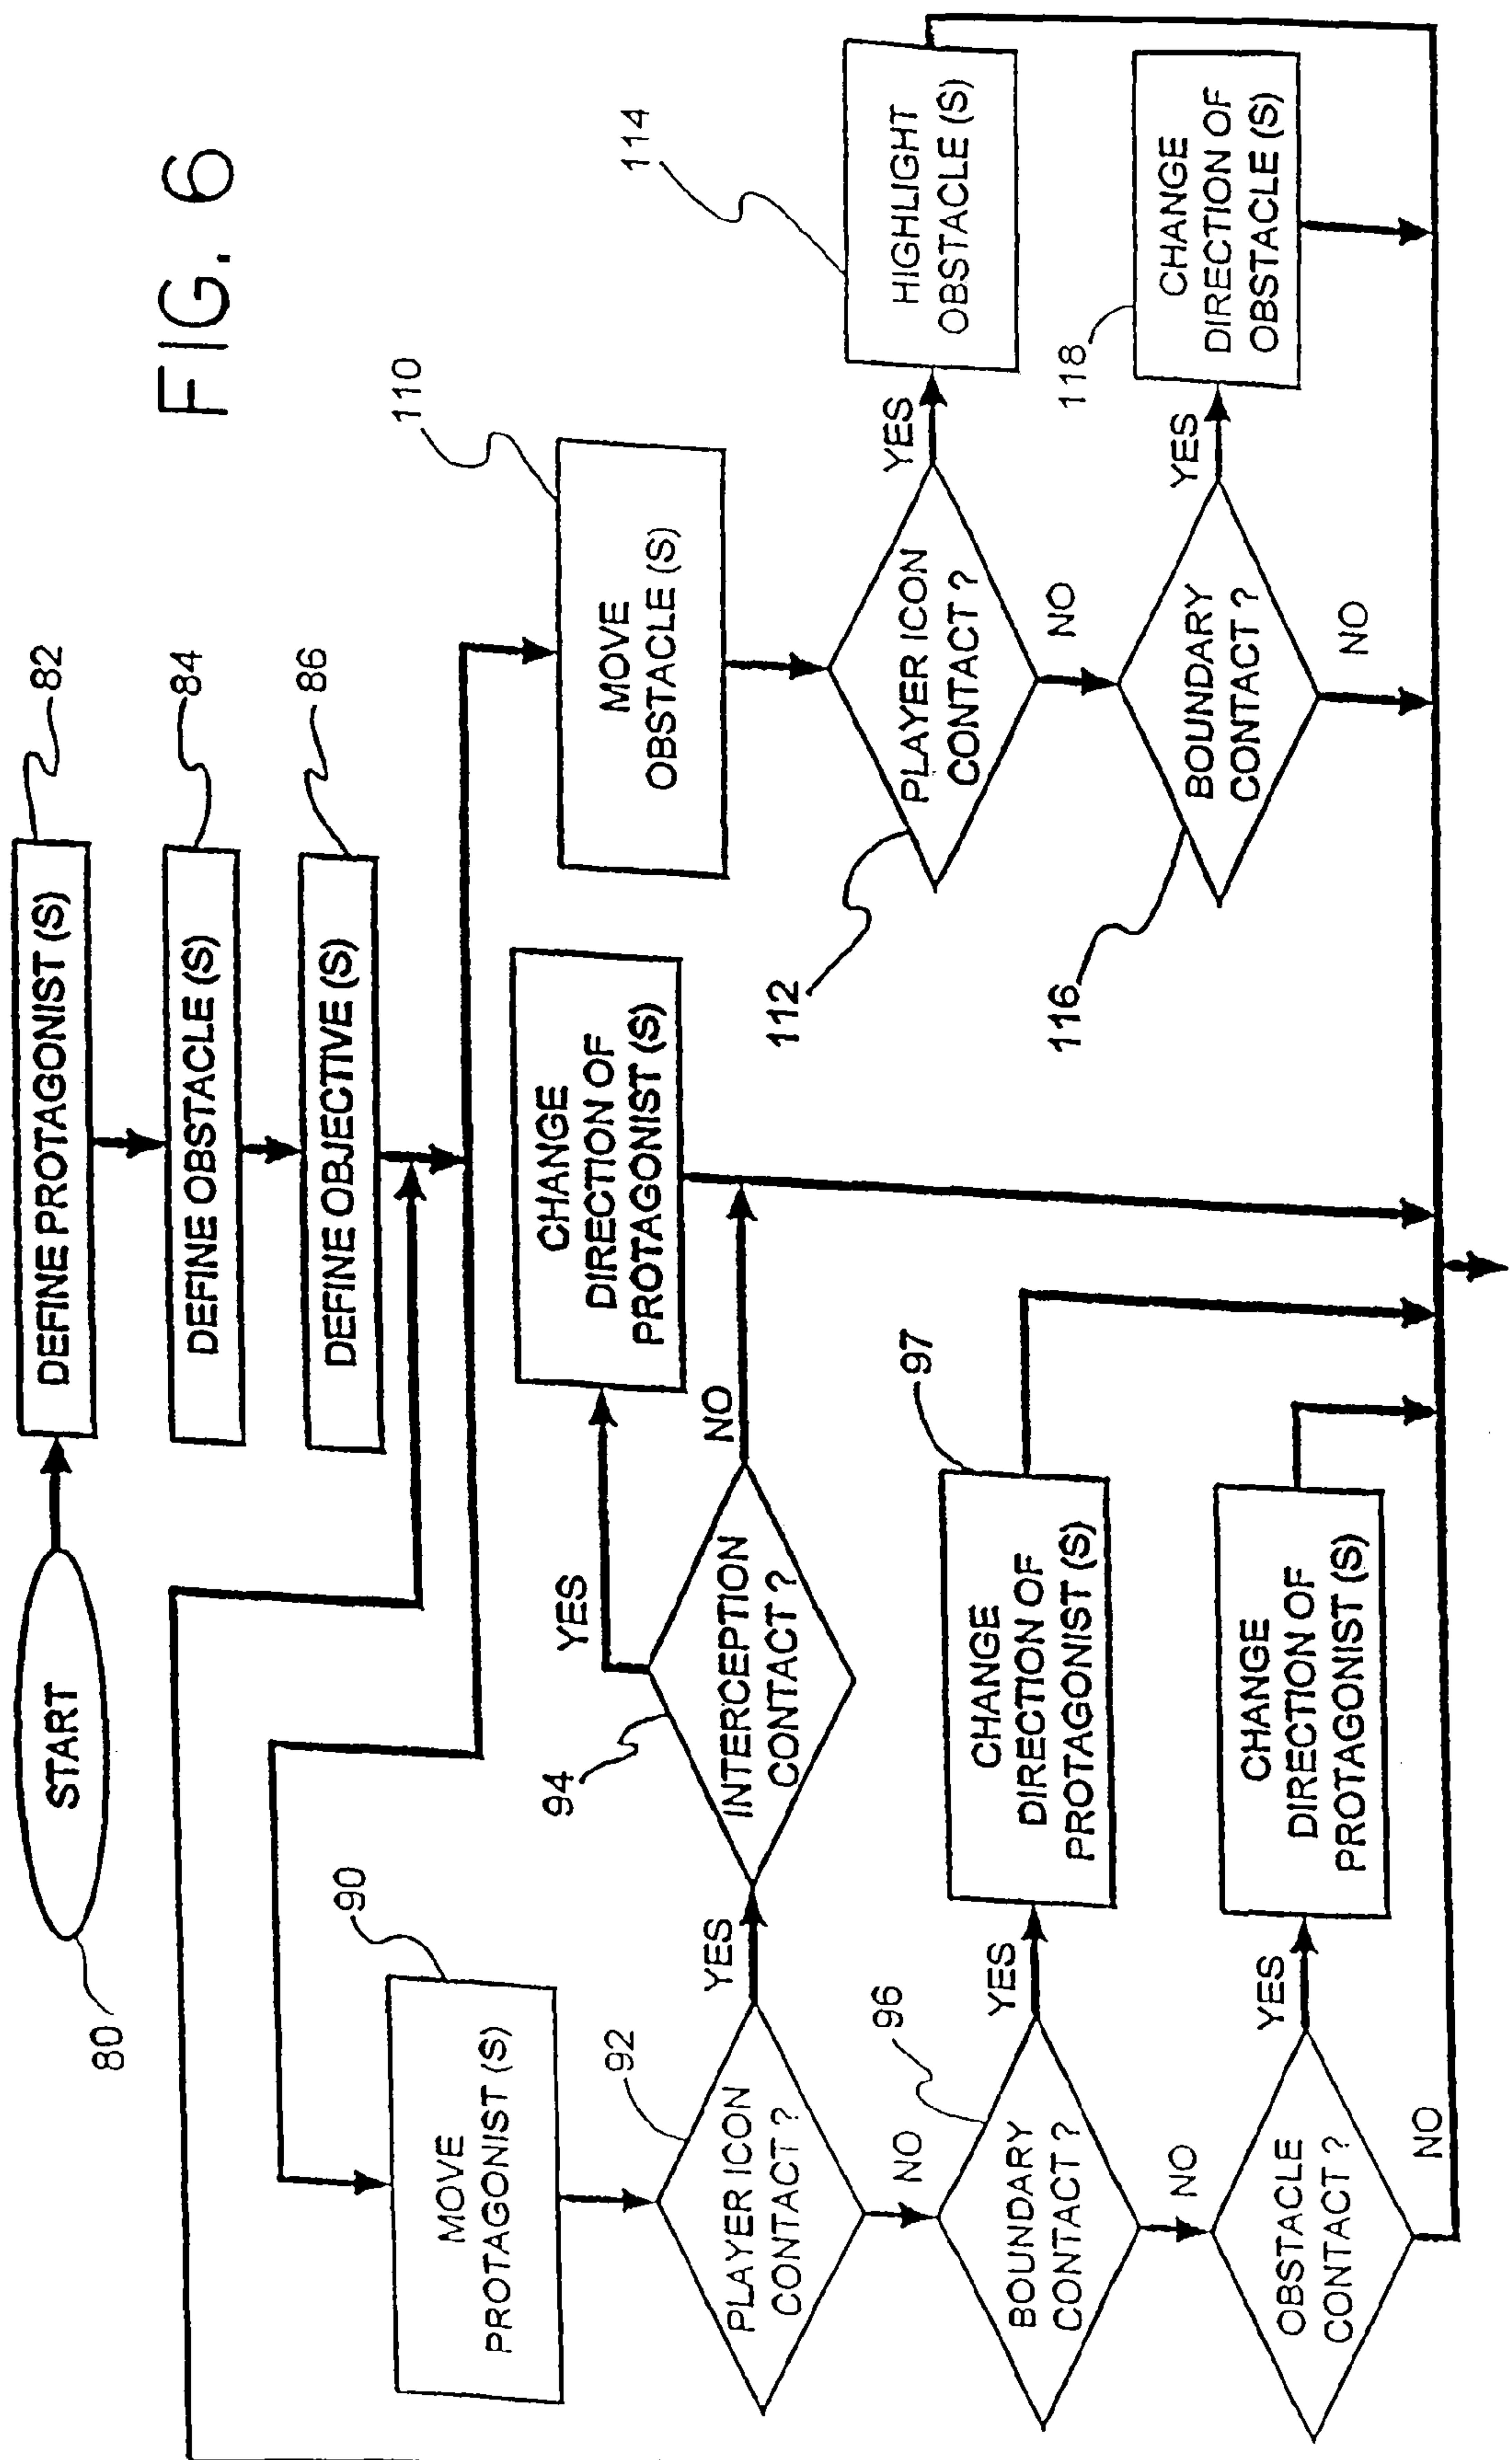 FIG. 6
START
80
DEFINE PROTAGONIST (S)
82
DEFINE OBSTACLE (S)
84
DEFINE OBJECTIVE (S)
86
MOVE
PROTAGONIST (S)
90
PLAYER ICON
CONTACT ?
92
YES
NO
INTERCEPTION
CONTACT ?
94
YES
NO
CHANGE
DIRECTION OF
PROTAGONIST (S)
BOUNDARY
CONTACT ?
96
YES
NO
CHANGE
DIRECTION OF
PROTAGONIST (S)
97
OBSTACLE
CONTACT ?
YES
NO
CHANGE
DIRECTION OF
PROTAGONIST (S)
MOVE
OBSTACLE (S)
110
PLAYER ICON
CONTACT ?
112
YES
NO
HIGHLIGHT
OBSTACLE (S)
114
BOUNDARY
CONTACT ?
116
YES
NO
CHANGE
DIRECTION OF
OBSTACLE (S)
118